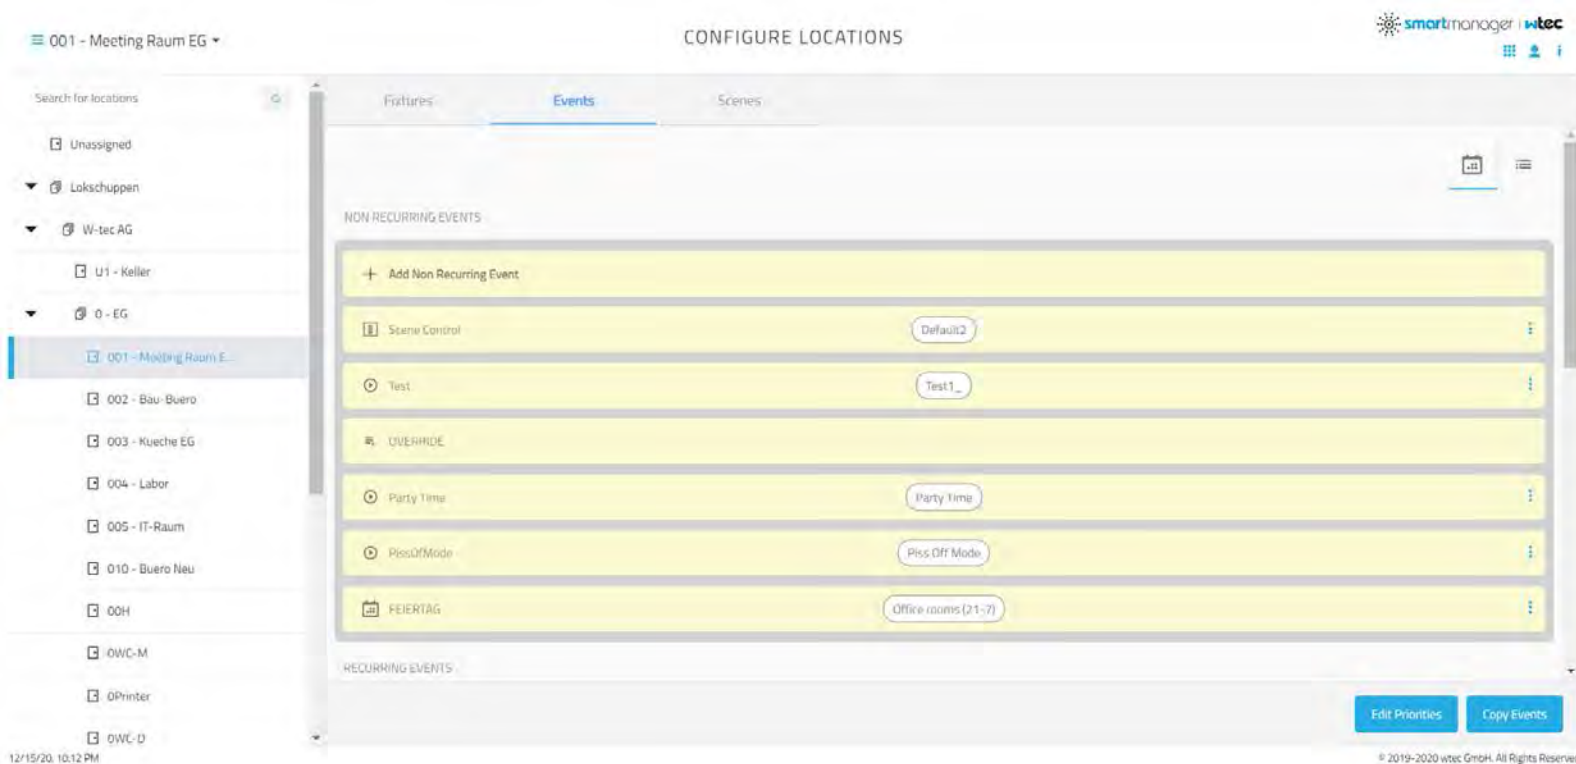 001 - Meeting Raum EG
CONFIGURE LOCATIONS
smartmanager wtec
Search for locations
Unassigned
Lokschuppen
W-tec AG
U1 - Keller
0 - EG
001 - Meeting Raum E...
002 - Bau-Buero
003 - Kueche EG
004 - Labor
005 - IT-Raum
010 - Buero Neu
00H
0WC-M
0Printer
0WC-D
12/15/20, 10:12 PM
Fixtures
Events
Scenes
NON RECURRING EVENTS
+ Add Non Recurring Event
Scene Control Default2
Test Test1_
OVERRIDE
Party Time Party Time
PissOfMode Piss Off Mode
FEIERTAG Office rooms (21-7)
RECURRING EVENTS
Edit Priorities
Copy Events
© 2019-2020 wtec GmbH. All Rights Reserved